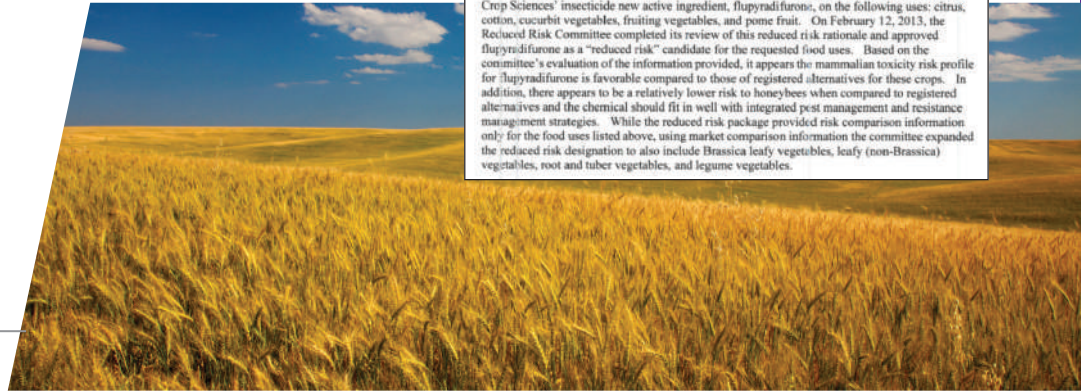 Crop Sciences' insecticide new active ingredient, flupyradifurone, on the following uses: citrus,
cotton, cucurbit vegetables, fruiting vegetables, and pome fruit. On February 12, 2013, the
Reduced Risk Committee completed its review of this reduced risk rationale and approved
flupyradifurone as a "reduced risk" candidate for the requested food uses. Based on the
committee's evaluation of the information provided, it appears the mammalian toxicity risk profile
for flupyradifurone is favorable compared to those of registered alternatives for these crops. In
addition, there appears to be a relatively lower risk to honeybees when compared to registered
alternatives and the chemical should fit in well with integrated pest management and resistance
management strategies. While the reduced risk package provided risk comparison information
only for the food uses listed above, using market comparison information the committee expanded
the reduced risk designation to also include Brassica leafy vegetables, leafy (non-Brassica)
vegetables, root and tuber vegetables, and legume vegetables.